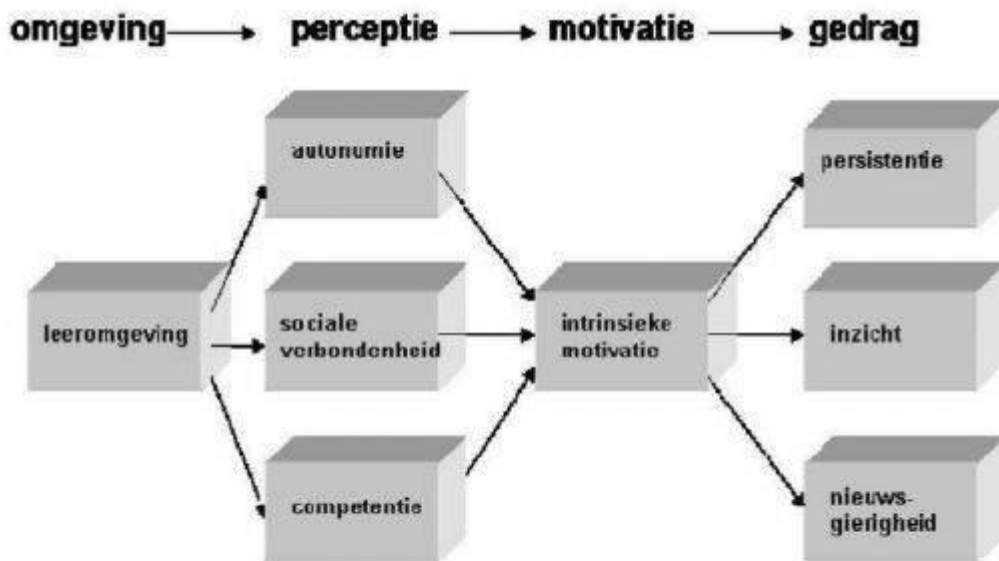 omgeving perceptie motivatie gedrag
autonomie
persistentie
leeromgeving
sociale
verbondenheid
intrinsieke
motivatie
inzicht
competentie
nieuws-
gierigheid